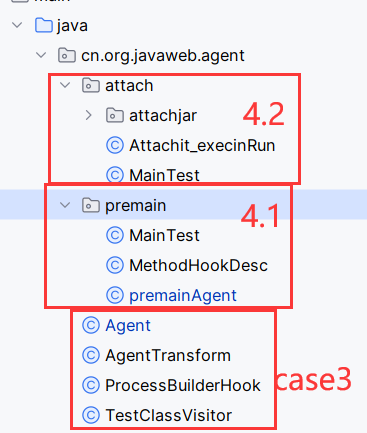 main
java
cn.org.javaweb.agent
attach
attachjar
4.2
Attachit_execinRun
MainTest
premain
4.1
MainTest
MethodHookDesc
premainAgent
Agent
AgentTransform
ProcessBuilderHook
case3
TestClassVisitor